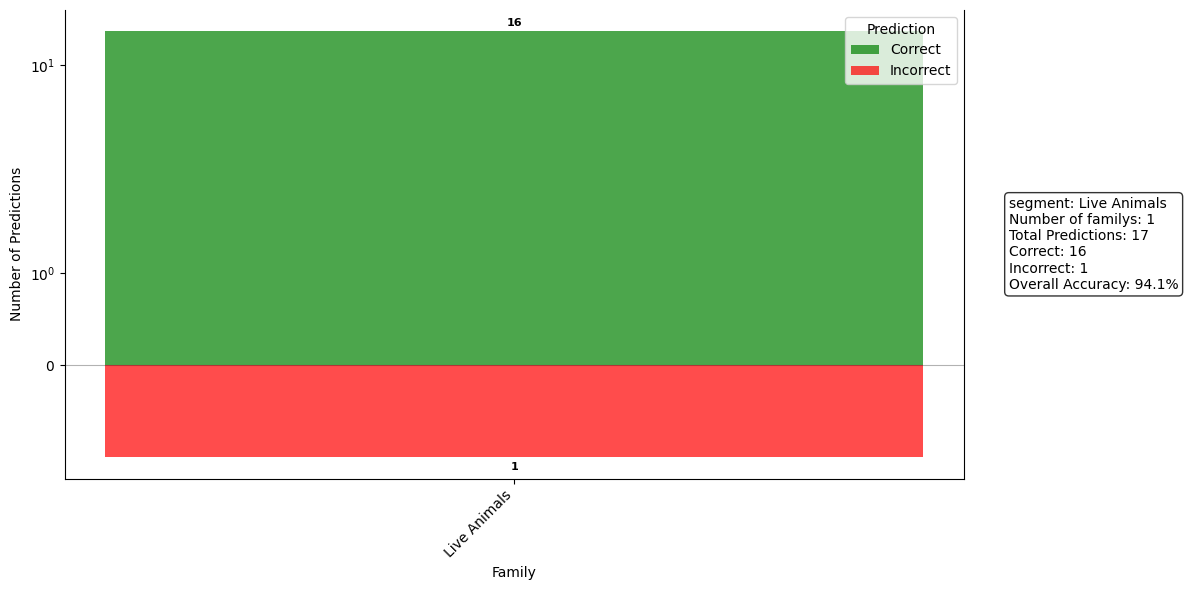 16
Prediction
Correct
Incorrect
10¹
10⁰
0
Number of Predictions
1
Live Animals
Family
segment: Live Animals
Number of familys: 1
Total Predictions: 17
Correct: 16
Incorrect: 1
Overall Accuracy: 94.1%